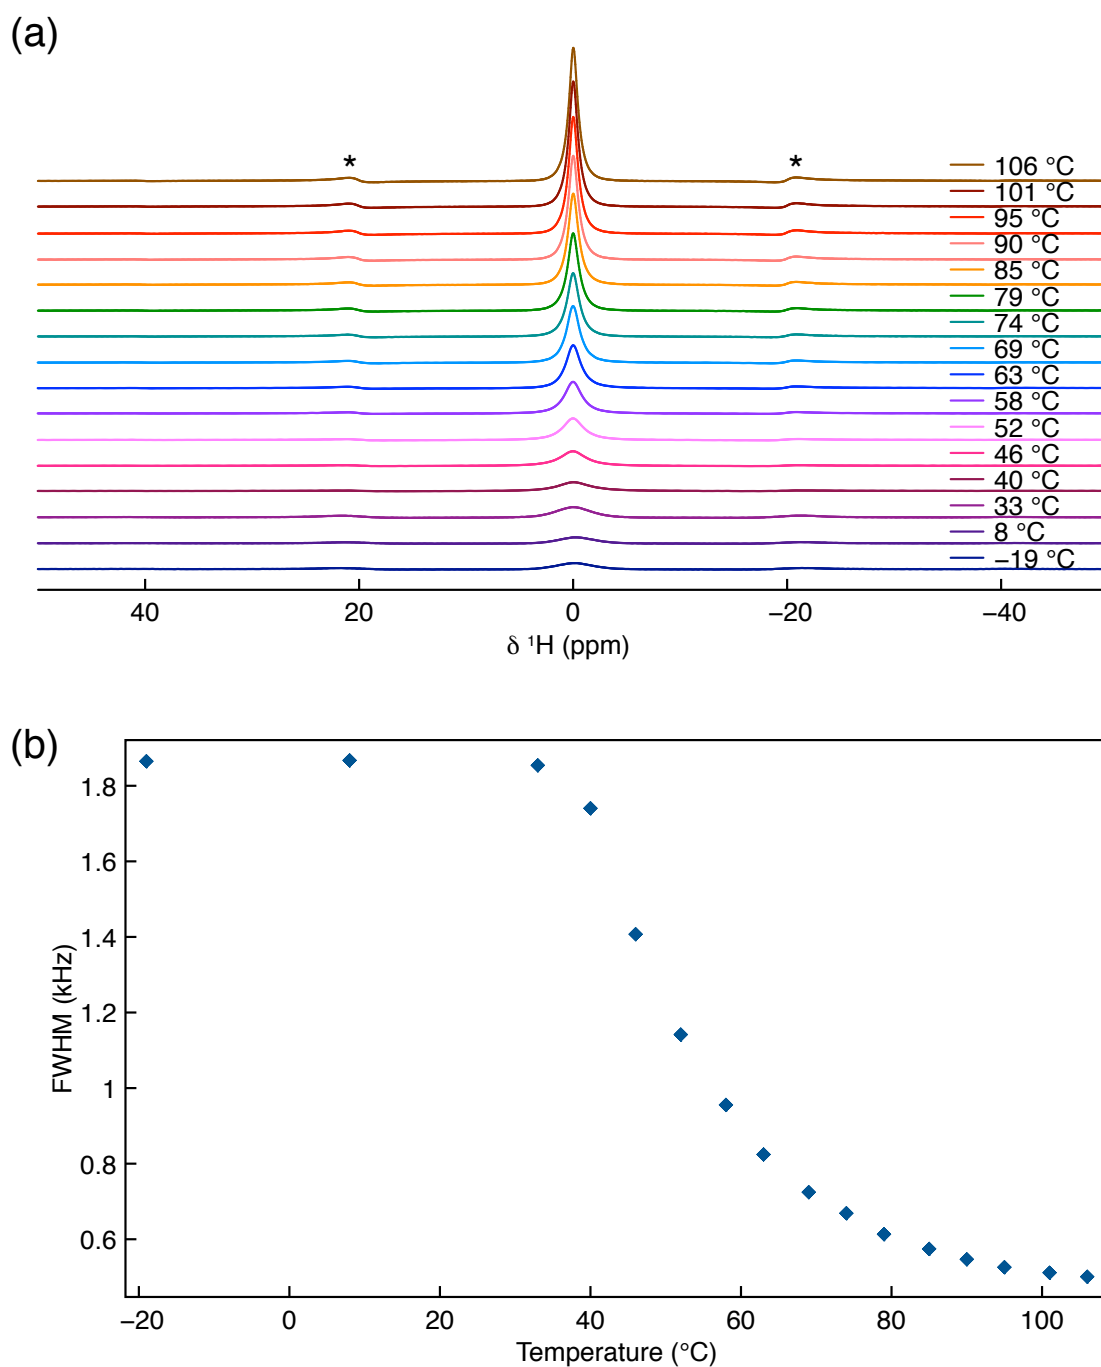 (a)
* *
106 °C
101 °C
95 °C
90 °C
85 °C
79 °C
74 °C
69 °C
63 °C
58 °C
52 °C
46 °C
40 °C
33 °C
8 °C
−19 °C
40 20 0 −20 −40
δ ¹H (ppm)
(b)
1.8
1.6
1.4
1.2
1
0.8
0.6
FWHM (kHz)
−20 0 20 40 60 80 100
Temperature (°C)